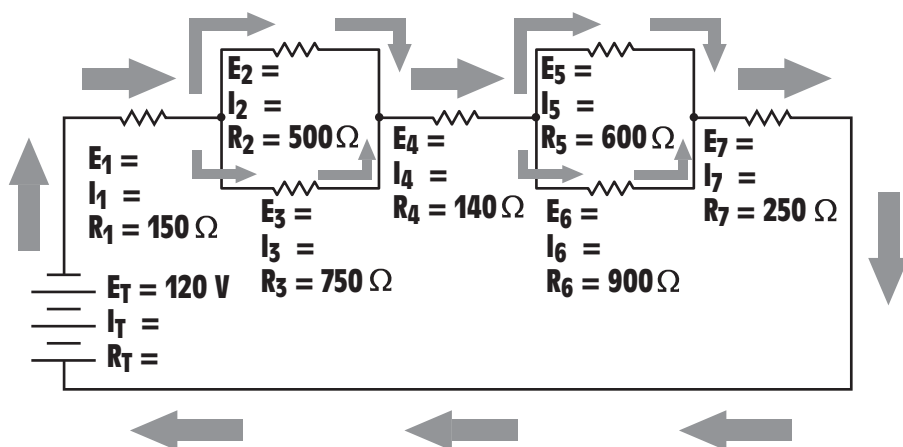 E1 =
I1 =
R1 = 150 Ω
E2 =
I2 =
R2 = 500 Ω
E3 =
I3 =
R3 = 750 Ω
E4 =
I4 =
R4 = 140 Ω
E5 =
I5 =
R5 = 600 Ω
E6 =
I6 =
R6 = 900 Ω
E7 =
I7 =
R7 = 250 Ω
ET = 120 V
IT =
RT =